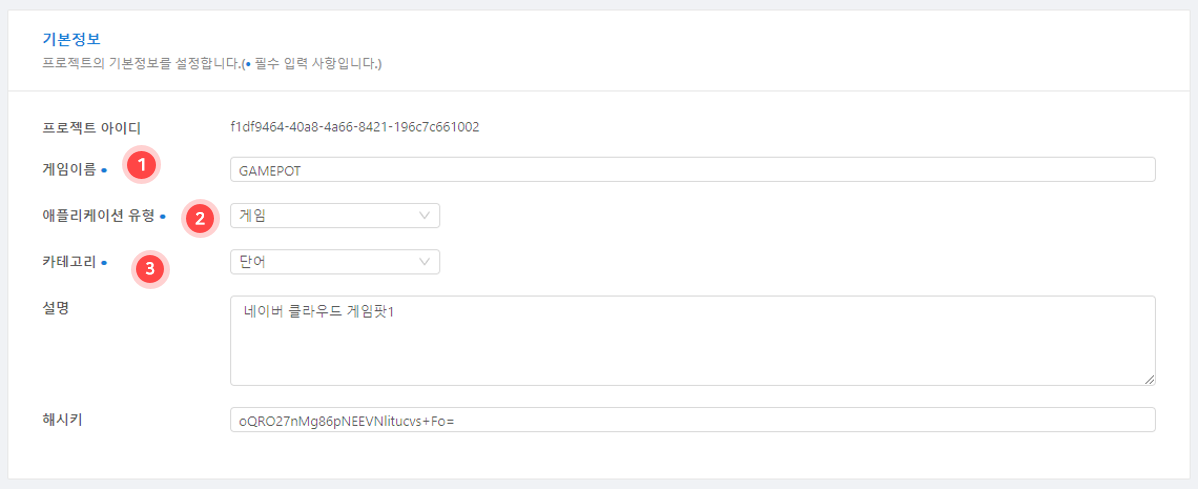 기본정보
프로젝트의 기본정보를 설정합니다.(• 필수 입력 사항입니다.)
프로젝트 아이디 f1df9464-40a8-4a66-8421-196c7c661002
게임이름 • 1 GAMEPOT
애플리케이션 유형 • 2 게임
카테고리 • 3 단어
설명 네이버 클라우드 게임팟1
해시키 oQRO27nMg86pNEEVNlitucvs+Fo=